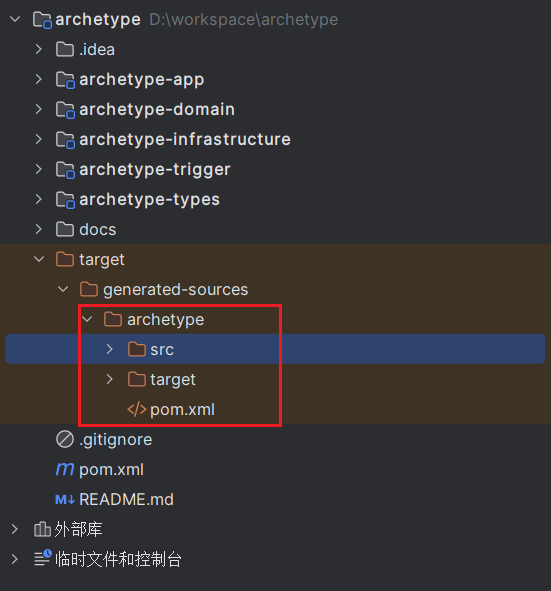 archetype D:\workspace\archetype
.idea
archetype-app
archetype-domain
archetype-infrastructure
archetype-trigger
archetype-types
docs
target
generated-sources
archetype
src
target
</> pom.xml
.gitignore
m pom.xml
M↓ README.md
外部库
临时文件和控制台